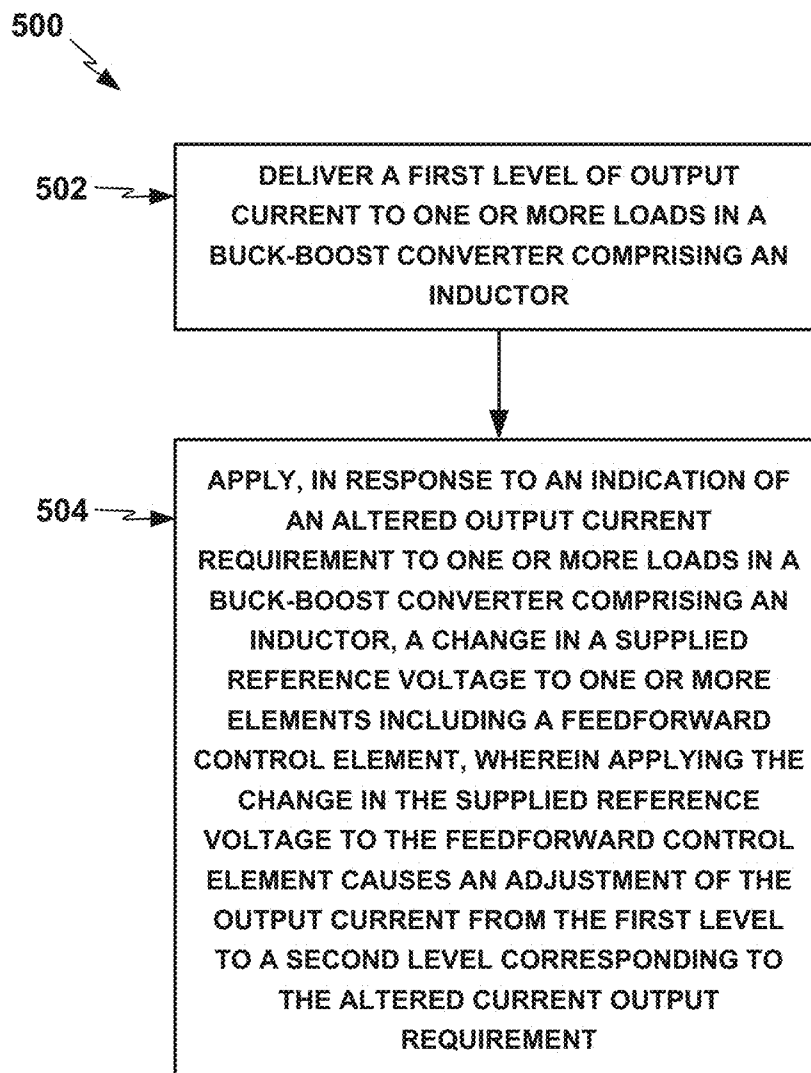 500
502
DELIVER A FIRST LEVEL OF OUTPUT
CURRENT TO ONE OR MORE LOADS IN A
BUCK-BOOST CONVERTER COMPRISING AN
INDUCTOR
504
APPLY, IN RESPONSE TO AN INDICATION OF
AN ALTERED OUTPUT CURRENT
REQUIREMENT TO ONE OR MORE LOADS IN A
BUCK-BOOST CONVERTER COMPRISING AN
INDUCTOR, A CHANGE IN A SUPPLIED
REFERENCE VOLTAGE TO ONE OR MORE
ELEMENTS INCLUDING A FEEDFORWARD
CONTROL ELEMENT, WHEREIN APPLYING THE
CHANGE IN THE SUPPLIED REFERENCE
VOLTAGE TO THE FEEDFORWARD CONTROL
ELEMENT CAUSES AN ADJUSTMENT OF THE
OUTPUT CURRENT FROM THE FIRST LEVEL
TO A SECOND LEVEL CORRESPONDING TO
THE ALTERED CURRENT OUTPUT
REQUIREMENT